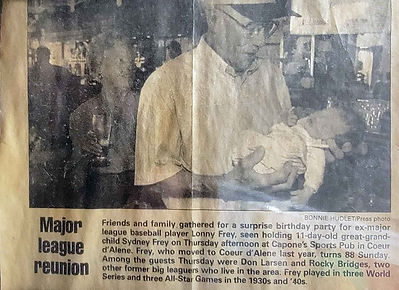 BONNIE HUDLET/Press photo
Major
league
reunion
Friends and family gathered for a surprise birthday party for ex-major
league baseball player Lonny Frey, seen holding 11-day-old great-grand-
child Sydney Frey on Thursday afternoon at Capone's Sports Pub in Coeur
d'Alene. Frey, who moved to Coeur d'Alene last year, turns 88 Sunday.
Among the guests Thursday were Don Larsen and Rocky Bridges, two
other former big leaguers who live in the area. Frey played in three World
Series and three All-Star Games in the 1930s and '40s.